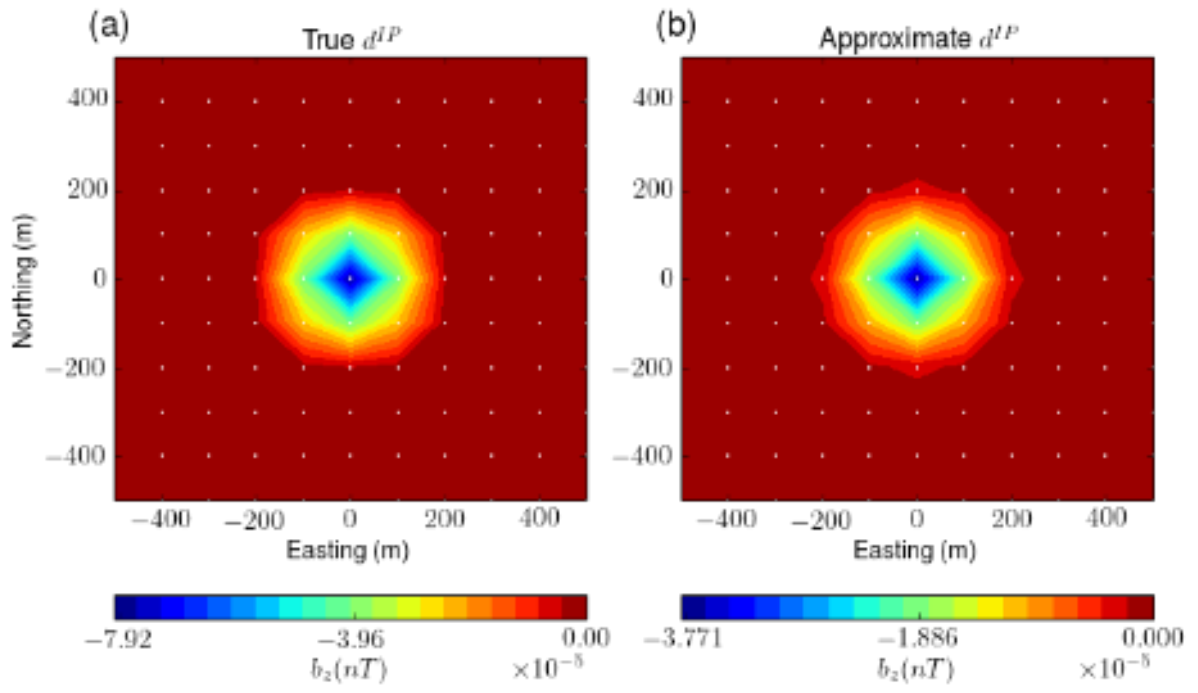 (a)
True d^{IP}
(b)
Approximate d^{IP}
Northing (m)
400
200
0
−200
−400
400
200
0
−200
−400
−400 −200 0 200 400
Easting (m)
−400 −200 0 200 400
Easting (m)
−7.92 −3.96 0.00
b_z(nT) ×10^{−5}
−3.771 −1.886 0.000
b_z(nT) ×10^{−5}